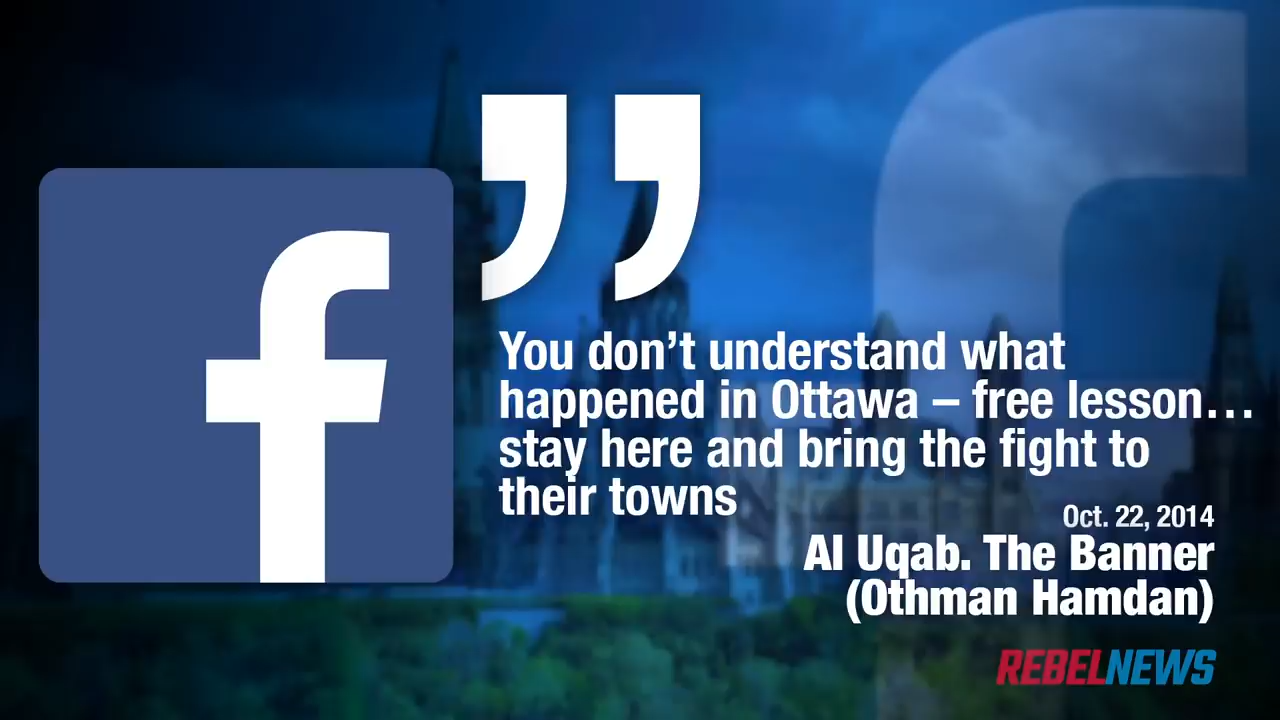 You don’t understand what
happened in Ottawa – free lesson…
stay here and bring the fight to
their towns
Oct. 22, 2014
Al Uqab. The Banner
(Othman Hamdan)
REBELNEWS